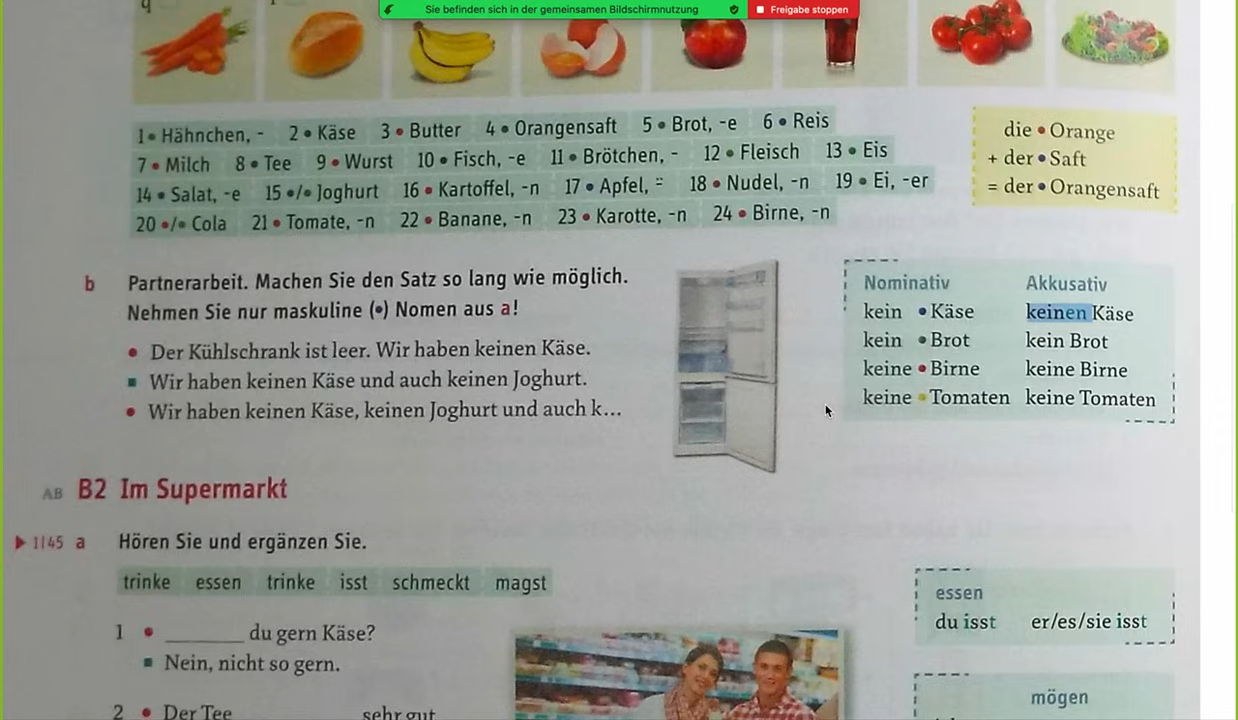 q
Sie befinden sich in der gemeinsamen Bildschirmnutzung
Freigabe stoppen
1 • Hähnchen, - 2 • Käse 3 • Butter 4 • Orangensaft 5 • Brot, -e 6 • Reis
7 • Milch 8 • Tee 9 • Wurst 10 • Fisch, -e 11 • Brötchen, - 12 • Fleisch 13 • Eis
14 • Salat, -e 15 •/• Joghurt 16 • Kartoffel, -n 17 • Apfel, ⸚ 18 • Nudel, -n 19 • Ei, -er
20 •/• Cola 21 • Tomate, -n 22 • Banane, -n 23 • Karotte, -n 24 • Birne, -n
die • Orange
+ der • Saft
= der • Orangensaft
b Partnerarbeit. Machen Sie den Satz so lang wie möglich.
Nehmen Sie nur maskuline (•) Nomen aus a!
• Der Kühlschrank ist leer. Wir haben keinen Käse.
▪ Wir haben keinen Käse und auch keinen Joghurt.
• Wir haben keinen Käse, keinen Joghurt und auch k...
Nominativ Akkusativ
kein • Käse keinen Käse
kein • Brot kein Brot
keine • Birne keine Birne
keine • Tomaten keine Tomaten
AB B2 Im Supermarkt
▶ 1|45 a Hören Sie und ergänzen Sie.
trinke essen trinke isst schmeckt magst
1 • ________ du gern Käse?
▪ Nein, nicht so gern.
2 • Der Tee sehr gut
essen
du isst er/es/sie isst
mögen